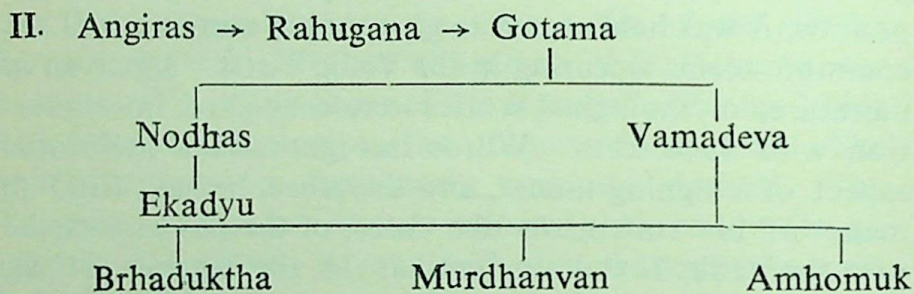 II. Angiras → Rahugana → Gotama
Nodhas Vamadeva
Ekadyu
Brhaduktha Murdhanvan Amhomuk